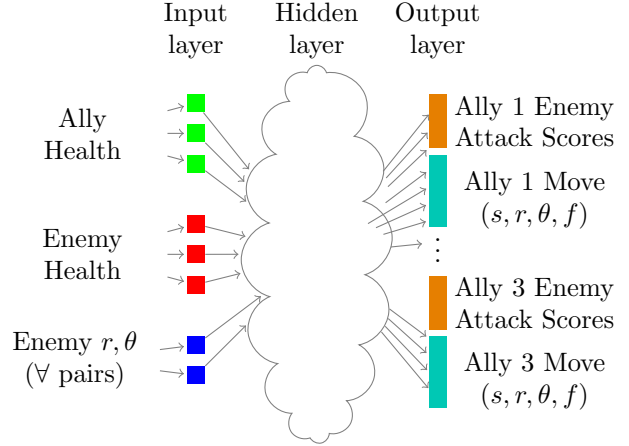 Input
layer
Hidden
layer
Output
layer
Ally
Health
Enemy
Health
Enemy r, θ
(∀ pairs)
Ally 1 Enemy
Attack Scores
Ally 1 Move
(s, r, θ, f)
⋮
Ally 3 Enemy
Attack Scores
Ally 3 Move
(s, r, θ, f)